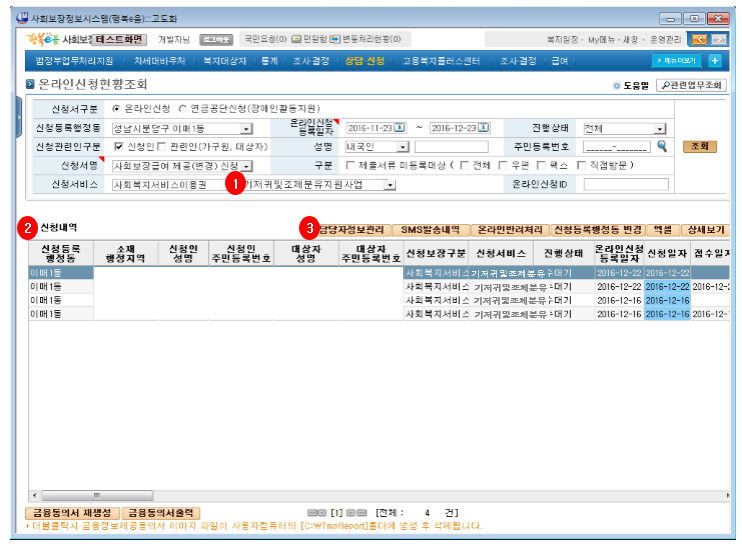 사회보장정보시스템(행복e음):::고도화
행복e음 사회보장 테스트화면 개발자님 로그아웃 국민요청(0) 민알림 변동처리현황(0) 복지원장 · My메뉴 · 새창 · 운영관리
범정부업무처리지원 차세대바우처 복지대상자 통계 조사결정 상담 신청 고용복지플러스센터 조사결정 급여 > 메뉴더보기 +
온라인신청현황조회 도움말 관련업무조회
신청서구분 온라인신청 연금공단신청(장애인활동지원)
신청등록행정동 성남시분당구 이매1동 온라인신청등록일자 2016-11-23 ~ 2016-12-23 진행상태 전체
신청관련인구분 신청인 관련인(가구원, 대상자) 성명 내국인 주민등록번호 ______-_______ 조회
신청서명 사회보장급여 제공(변경) 신청 구분 제출서류 미등록대상 ( 전체 우편 팩스 직접방문 )
신청서비스 사회복지서비스이용권 1 기저귀및조제분유지원사업 온라인신청ID
2 신청내역 3 담당자정보관리 SMS발송내역 온라인반려처리 신청등록행정동 변경 엑셀 상세보기
신청등록행정동 소재행정지역 신청인성명 신청인주민등록번호 대상자성명 대상자주민등록번호 신청보장구분 신청서비스 진행상태 온라인신청등록일자 신청일자 접수일자
이매1동 사회복지서비스 기저귀및조제분유 대기 2016-12-22 2016-12-22
이매1동 사회복지서비스 기저귀및조제분유 대기 2016-12-22 2016-12-22 2016-12-2
이매1동 사회복지서비스 기저귀및조제분유 대기 2016-12-16 2016-12-16
이매1동 사회복지서비스 기저귀및조제분유 대기 2016-12-16 2016-12-16 2016-12-1
금융동의서 재생성 금융동의서출력 [1] [전체 : 4 건]
더블클릭시 금융정보제공동의서 이미지 파일이 사용자컴퓨터의 [C:₩TmpReport]폴더에 생성 후 삭제됩니다.